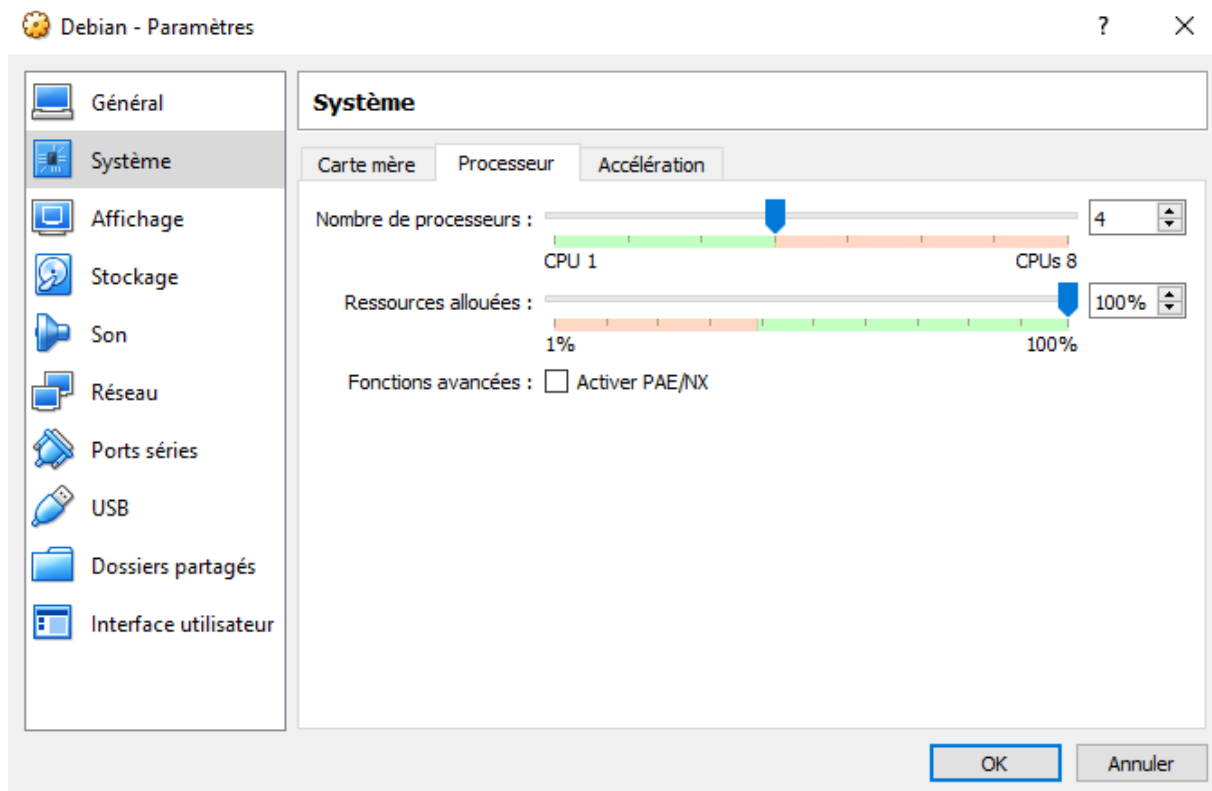 Debian - Paramètres
?
Général
Système
Affichage
Stockage
Son
Réseau
Ports séries
USB
Dossiers partagés
Interface utilisateur
Système
Carte mère Processeur Accélération
Nombre de processeurs : 4
CPU 1 CPUs 8
Ressources allouées : 100%
1% 100%
Fonctions avancées : Activer PAE/NX
OK Annuler